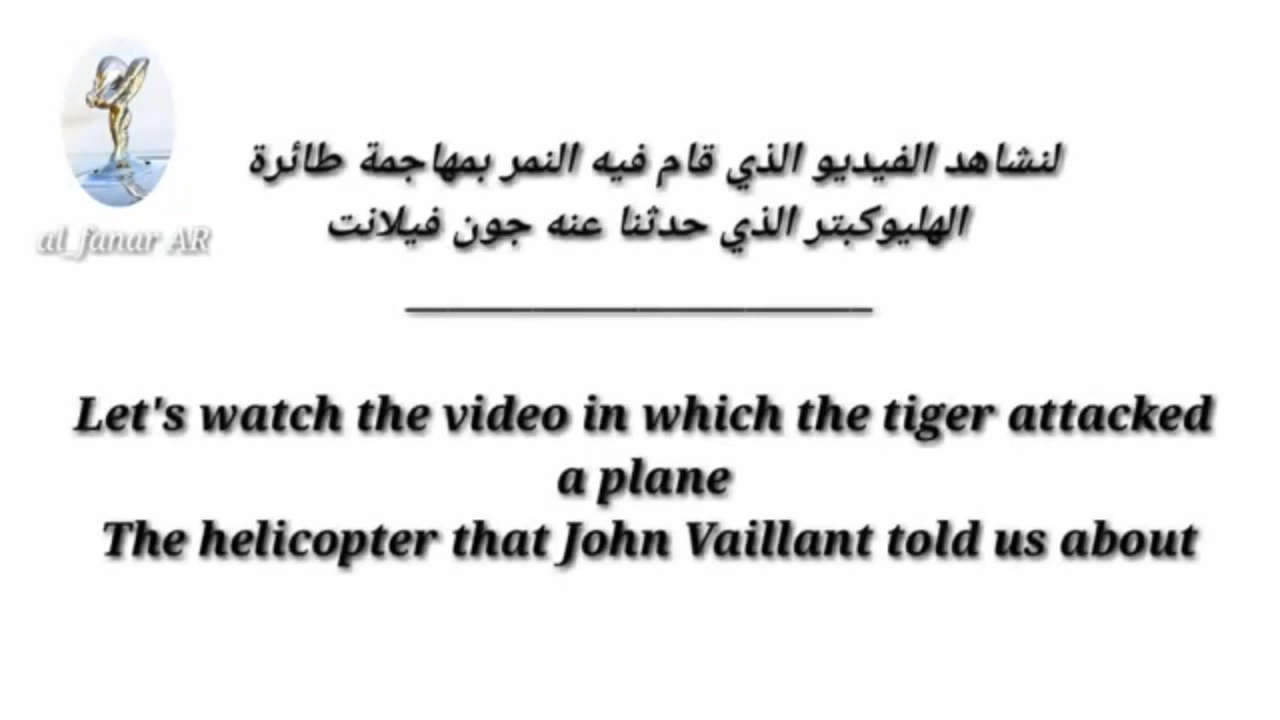 al_fanar AR
لنشاهد الفيديو الذي قام فيه النمر بمهاجمة طائرة
الهليوكبتر الذي حدثنا عنه جون فيلانت
Let's watch the video in which the tiger attacked
a plane
The helicopter that John Vaillant told us about